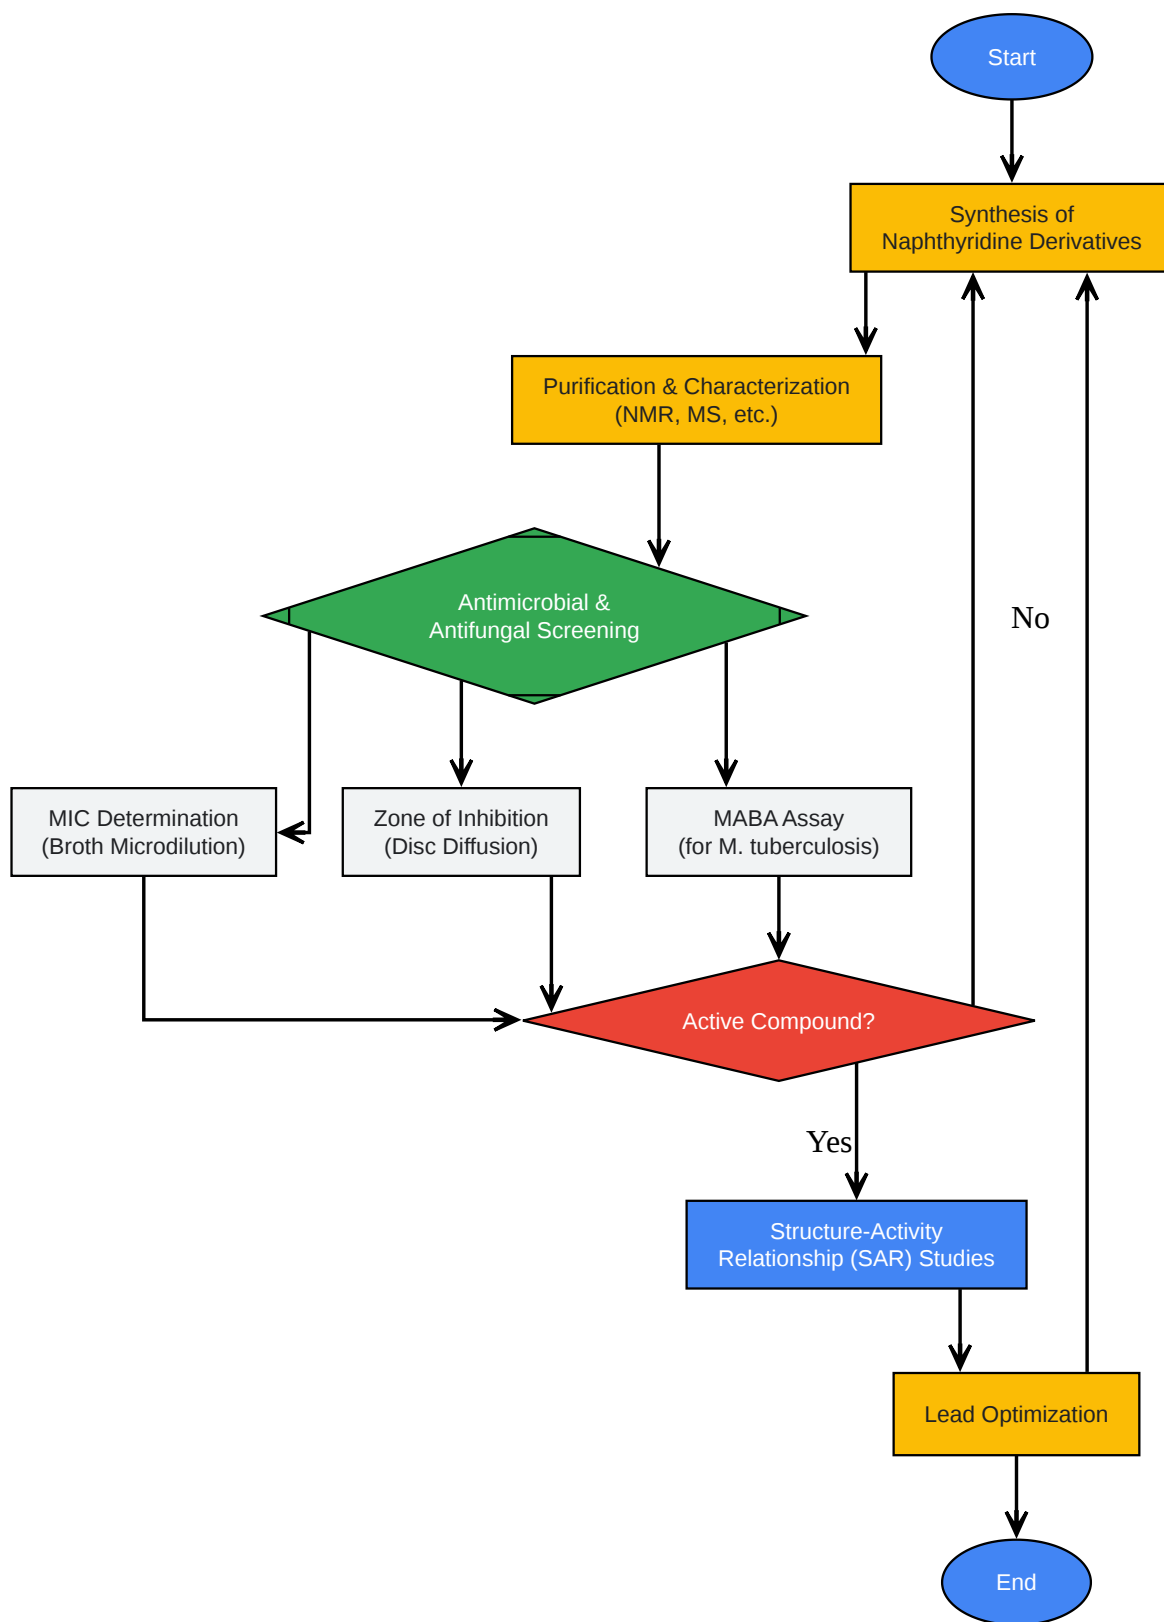 Start
Synthesis of
Naphthyridine Derivatives
Purification & Characterization
(NMR, MS, etc.)
Antimicrobial &
Antifungal Screening
No
MIC Determination
(Broth Microdilution)
Zone of Inhibition
(Disc Diffusion)
MABA Assay
(for M. tuberculosis)
Active Compound?
Yes
Structure-Activity
Relationship (SAR) Studies
Lead Optimization
End